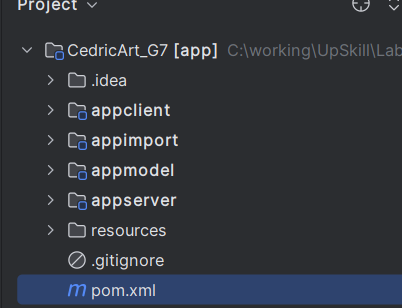 Project
CedricArt_G7 [app] C:\working\UpSkill\Lab
.idea
appclient
appimport
appmodel
appserver
resources
.gitignore
m pom.xml